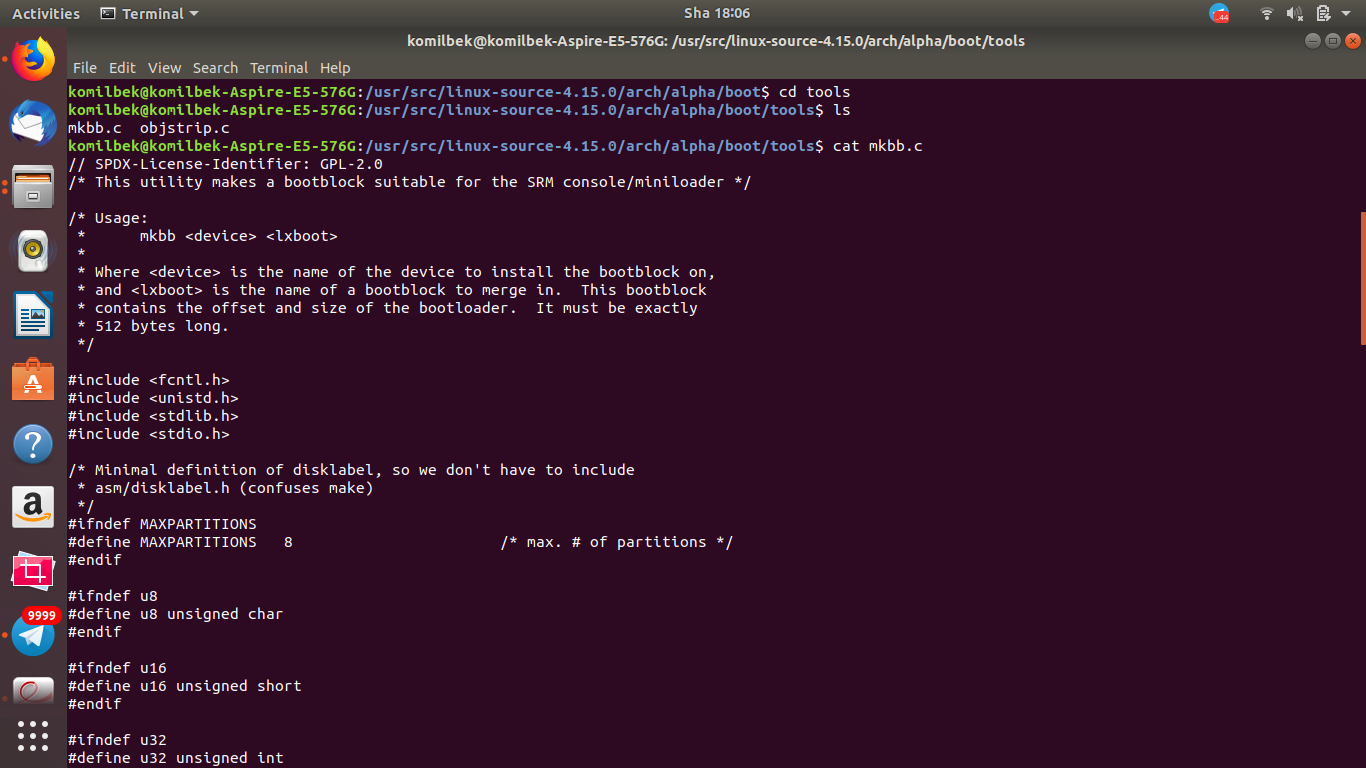 Activities
Terminal
Sha 18:06
komilbek@komilbek-Aspire-E5-576G: /usr/src/linux-source-4.15.0/arch/alpha/boot/tools
File Edit View Search Terminal Help
komilbek@komilbek-Aspire-E5-576G:/usr/src/linux-source-4.15.0/arch/alpha/boot$ cd tools
komilbek@komilbek-Aspire-E5-576G:/usr/src/linux-source-4.15.0/arch/alpha/boot/tools$ ls
mkbb.c  objstrip.c
komilbek@komilbek-Aspire-E5-576G:/usr/src/linux-source-4.15.0/arch/alpha/boot/tools$ cat mkbb.c
// SPDX-License-Identifier: GPL-2.0
/* This utility makes a bootblock suitable for the SRM console/miniloader */
/* Usage:
 *      mkbb <device> <lxboot>
 *
 * Where <device> is the name of the device to install the bootblock on,
 * and <lxboot> is the name of a bootblock to merge in.  This bootblock
 * contains the offset and size of the bootloader.  It must be exactly
 * 512 bytes long.
 */
#include <fcntl.h>
#include <unistd.h>
#include <stdlib.h>
#include <stdio.h>
/* Minimal definition of disklabel, so we don't have to include
 * asm/disklabel.h (confuses make)
 */
#ifndef MAXPARTITIONS
#define MAXPARTITIONS   8                       /* max. # of partitions */
#endif
#ifndef u8
#define u8 unsigned char
#endif
#ifndef u16
#define u16 unsigned short
#endif
#ifndef u32
#define u32 unsigned int
9999